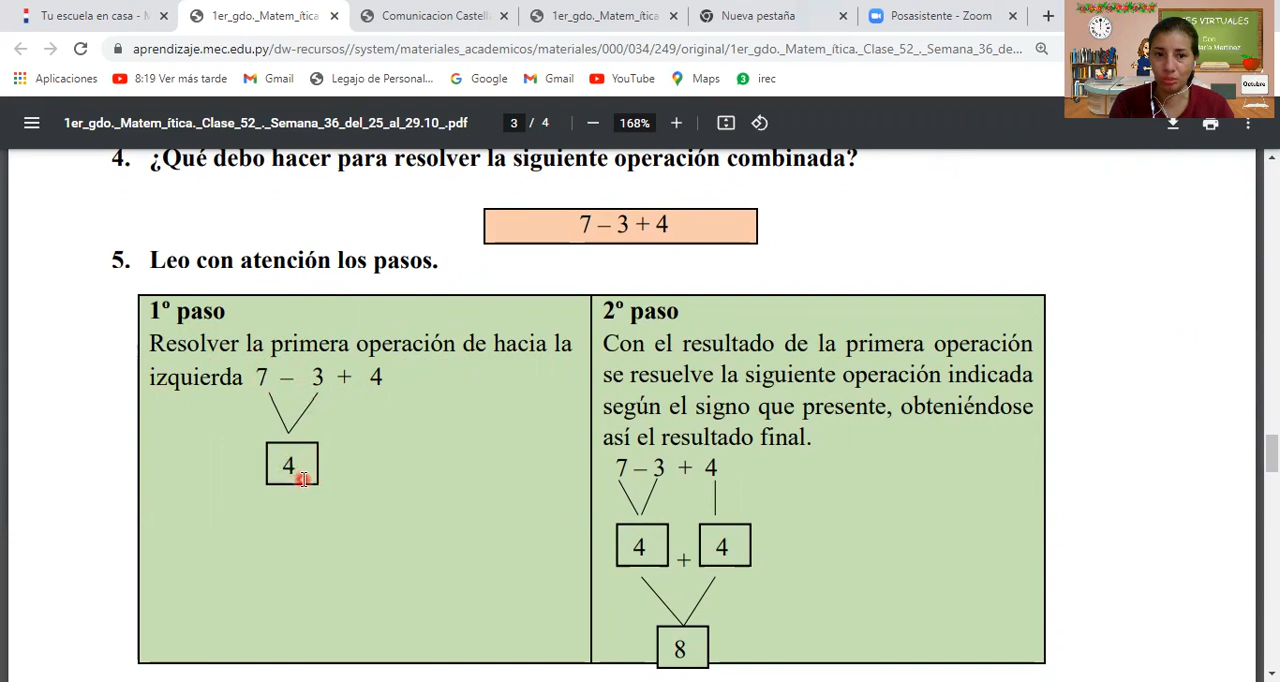 Tu escuela en casa - M
1er_gdo._Matem_ítica
Comunicacion Castell
1er_gdo._Matem_ítica
Nueva pestaña
Posasistente - Zoom
aprendizaje.mec.edu.py/dw-recursos//system/materiales_academicos/materiales/000/034/249/original/1er_gdo._Matem_ítica._Clase_52_._Semana_36_de...
Aplicaciones
8:19 Ver más tarde
Gmail
Legajo de Personal...
Google
Gmail
YouTube
Maps
irec
VIRTUALES
Con
Martinez
Octubre
1er_gdo._Matem_ítica._Clase_52_._Semana_36_del_25_al_29.10_.pdf
3 / 4
168%
4. ¿Qué debo hacer para resolver la siguiente operación combinada?
7 – 3 + 4
5. Leo con atención los pasos.
1º paso
Resolver la primera operación de hacia la
izquierda 7 – 3 + 4
4
2º paso
Con el resultado de la primera operación
se resuelve la siguiente operación indicada
según el signo que presente, obteniéndose
así el resultado final.
7 – 3 + 4
4 + 4
8